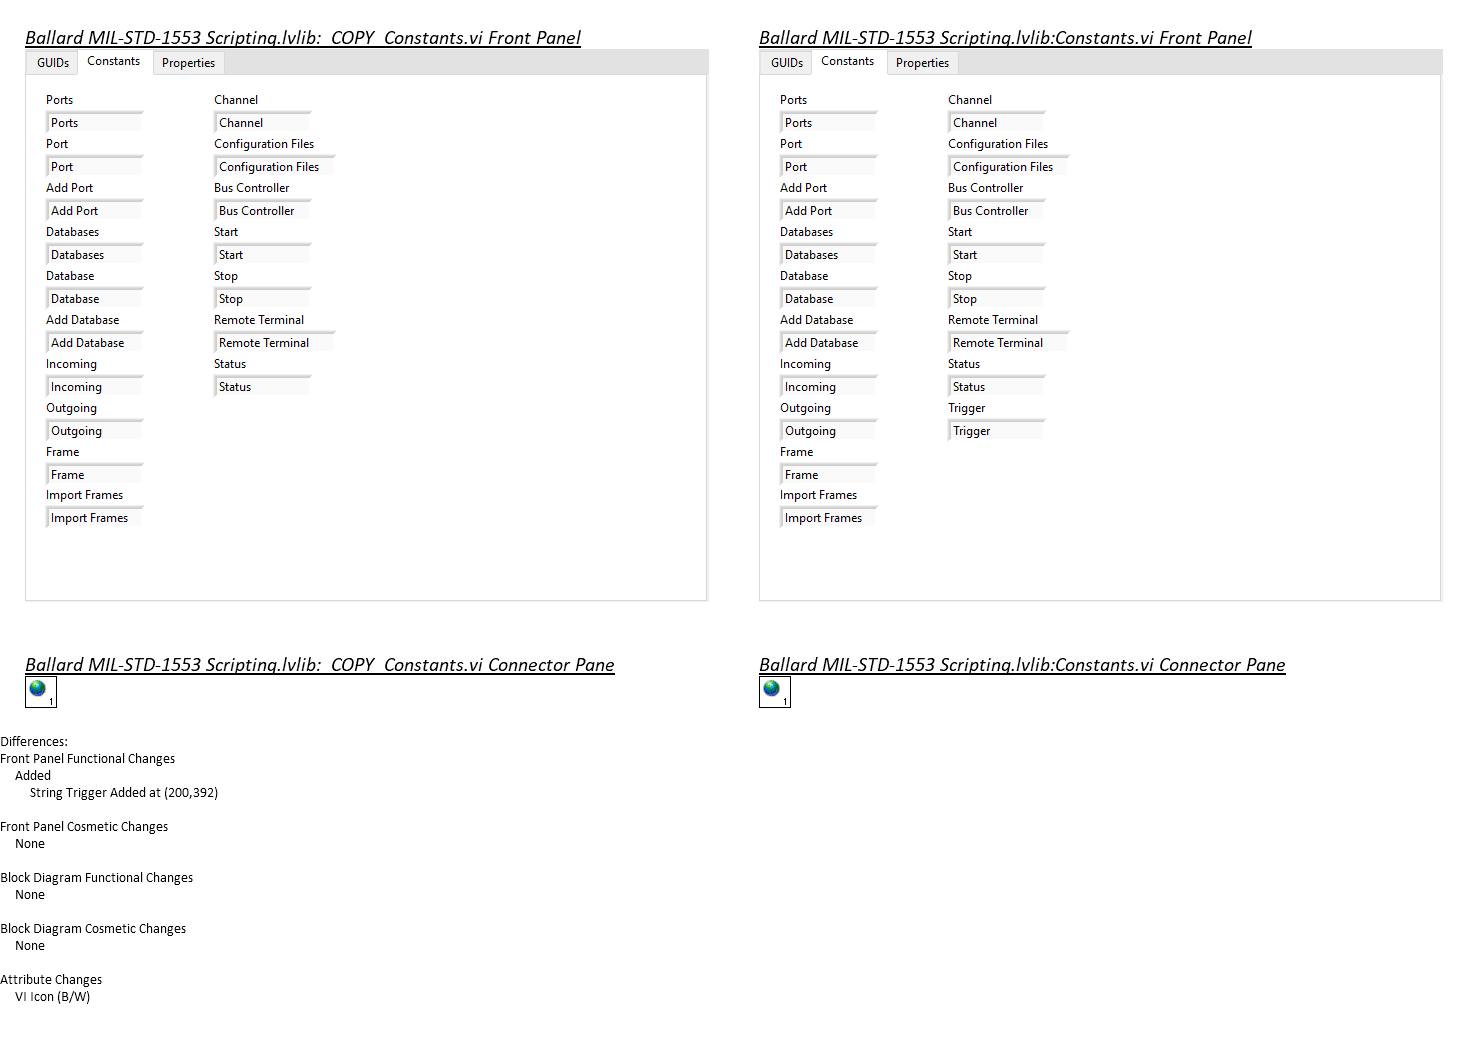 Ballard MIL-STD-1553 Scripting.lvlib:_COPY_Constants.vi Front Panel
GUIDs Constants Properties
Ports Channel
Ports Channel
Port Configuration Files
Port Configuration Files
Add Port Bus Controller
Add Port Bus Controller
Databases Start
Databases Start
Database Stop
Database Stop
Add Database Remote Terminal
Add Database Remote Terminal
Incoming Status
Incoming Status
Outgoing
Outgoing
Frame
Frame
Import Frames
Import Frames
Ballard MIL-STD-1553 Scripting.lvlib:Constants.vi Front Panel
GUIDs Constants Properties
Ports Channel
Ports Channel
Port Configuration Files
Port Configuration Files
Add Port Bus Controller
Add Port Bus Controller
Databases Start
Databases Start
Database Stop
Database Stop
Add Database Remote Terminal
Add Database Remote Terminal
Incoming Status
Incoming Status
Outgoing Trigger
Outgoing Trigger
Frame
Frame
Import Frames
Import Frames
Ballard MIL-STD-1553 Scripting.lvlib:_COPY_Constants.vi Connector Pane
1
Ballard MIL-STD-1553 Scripting.lvlib:Constants.vi Connector Pane
1
Differences:
Front Panel Functional Changes
Added
String Trigger Added at (200,392)
Front Panel Cosmetic Changes
None
Block Diagram Functional Changes
None
Block Diagram Cosmetic Changes
None
Attribute Changes
VI Icon (B/W)